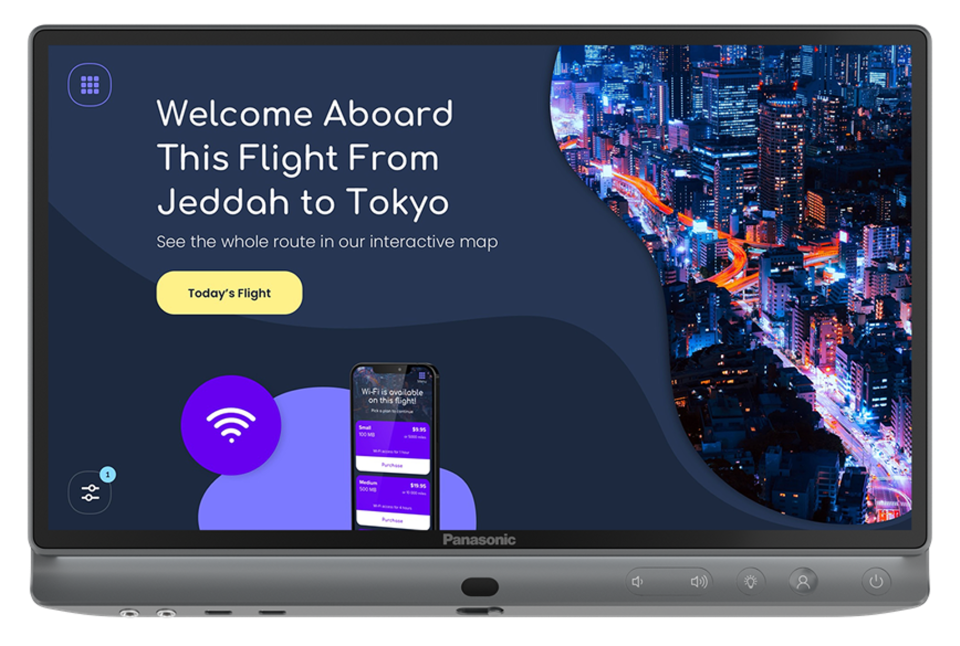 Welcome Aboard
This Flight From
Jeddah to Tokyo
See the whole route in our interactive map
Today's Flight
Wi-Fi is available
on this flight!
Pick a plan to continue
Small $9.95
100 MB
Purchase
Medium $19.95
500 MB
Purchase
1
Panasonic